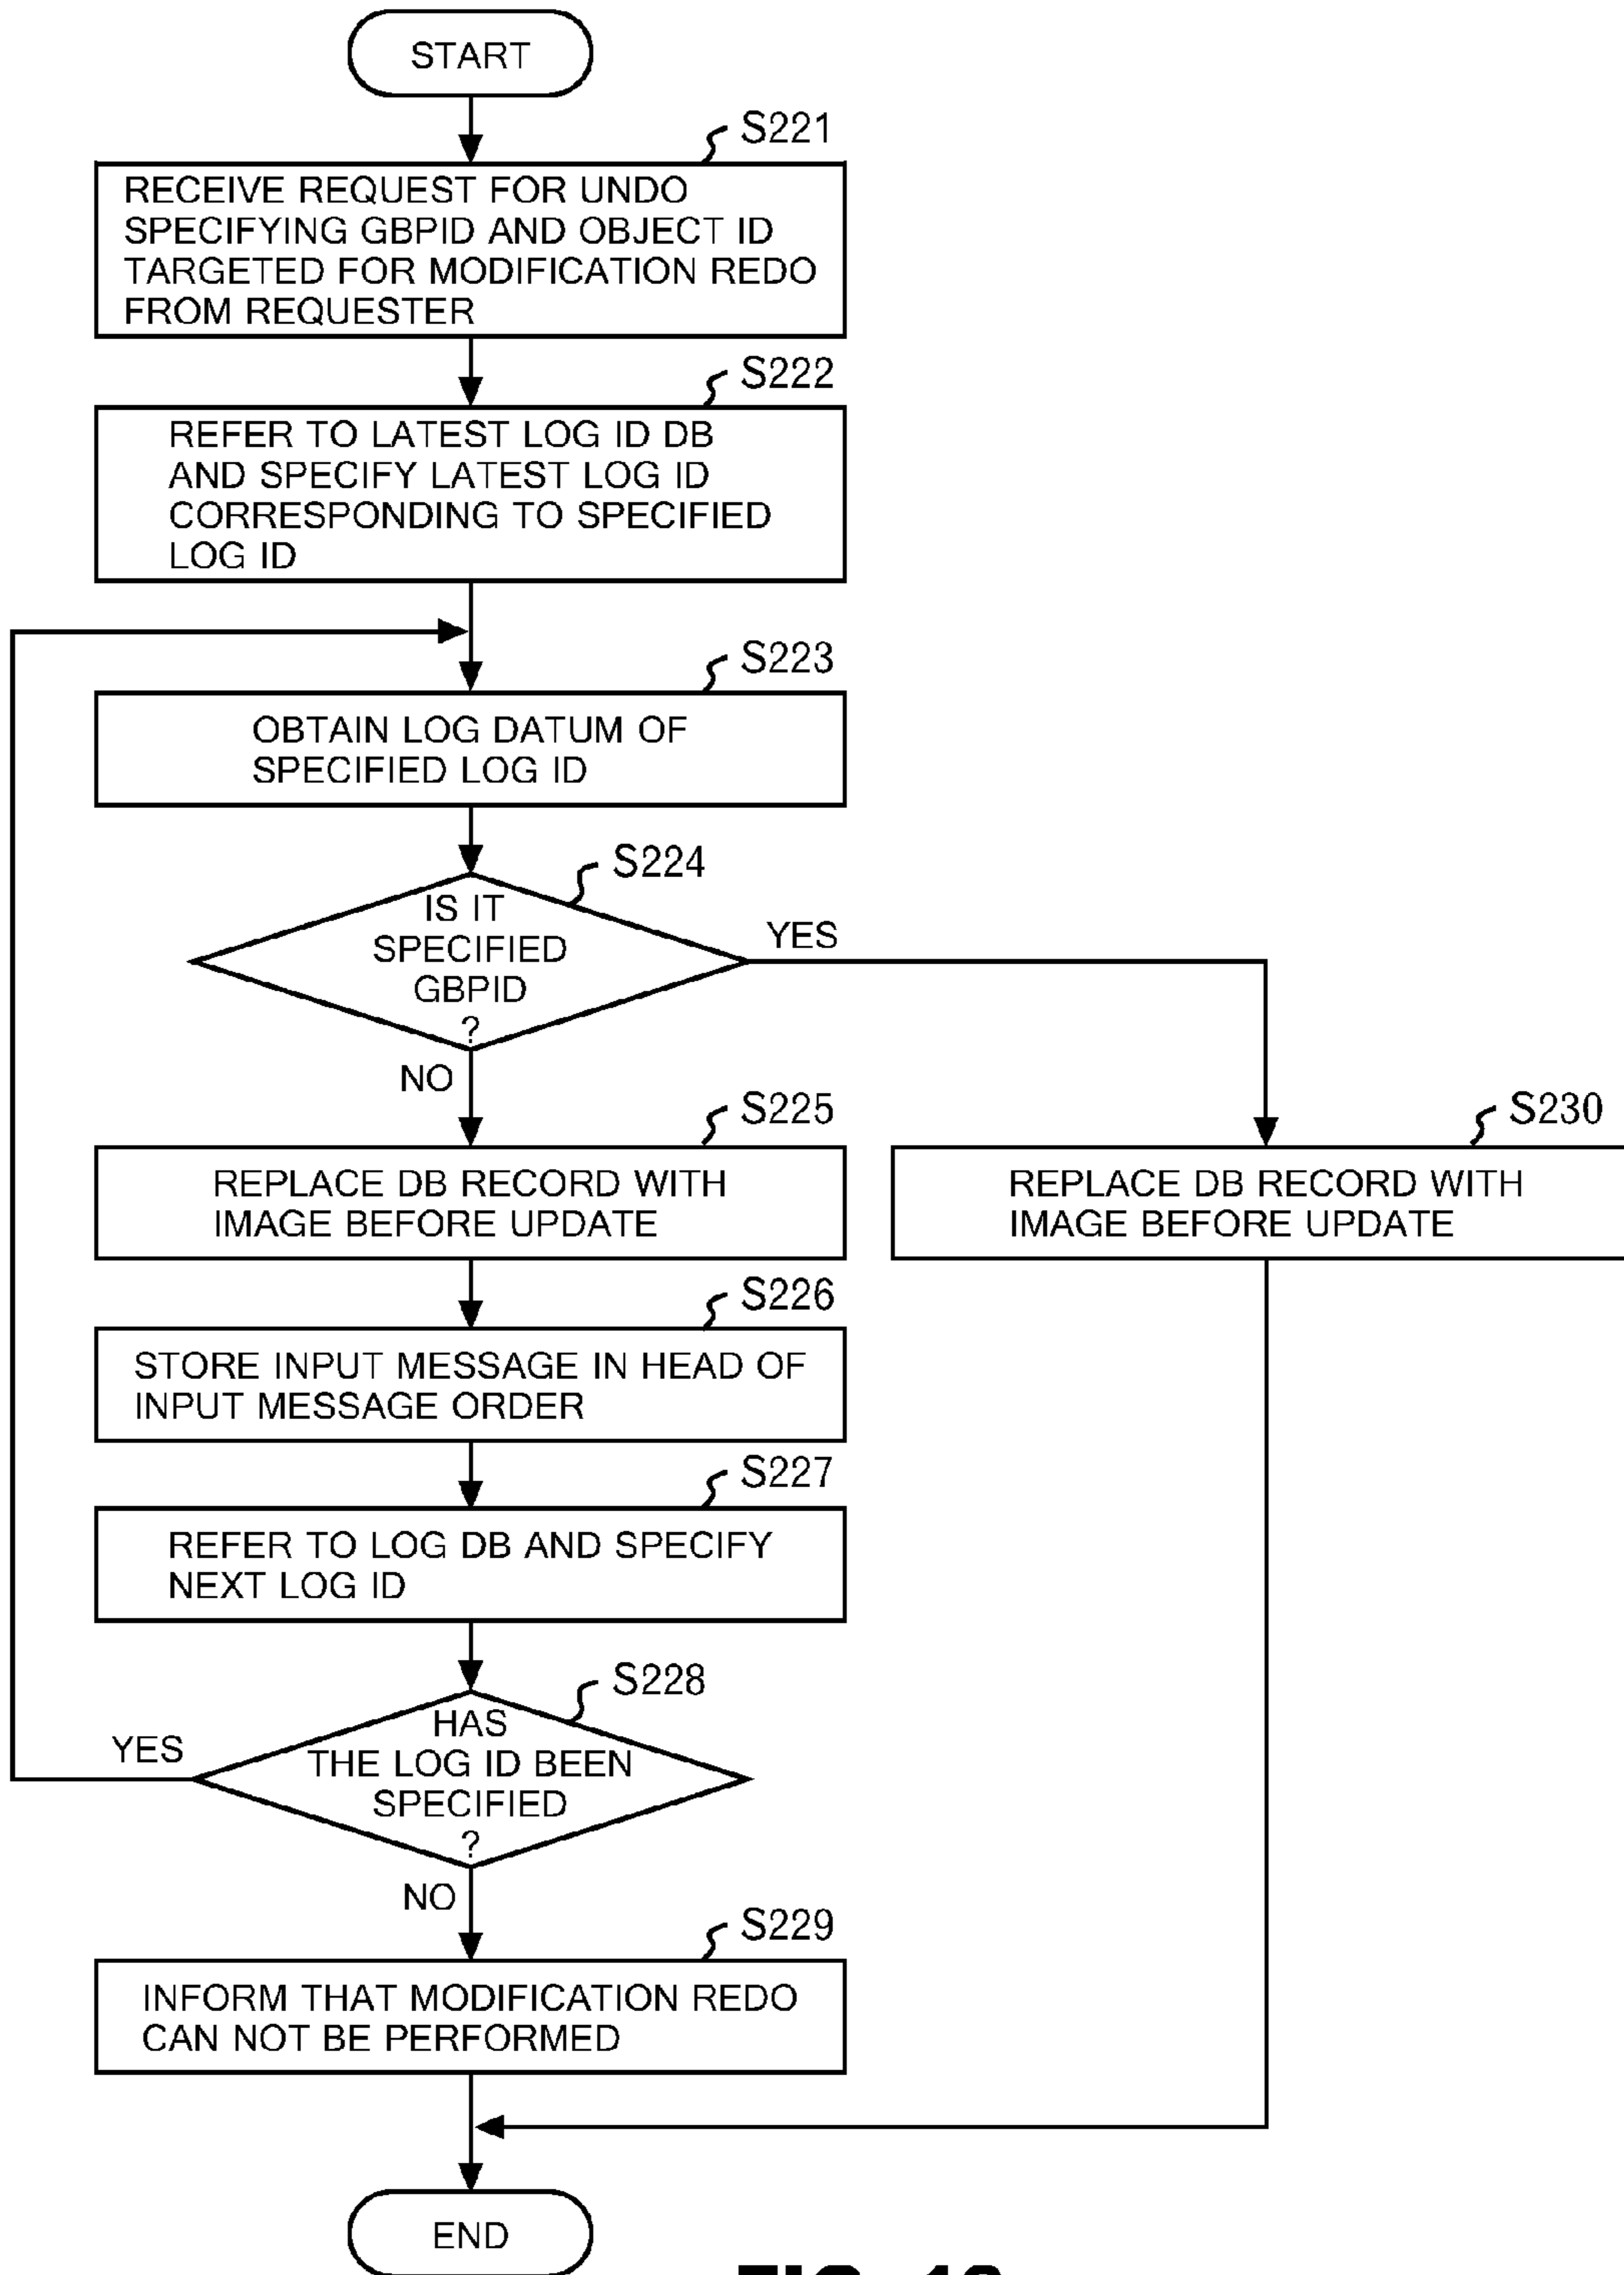 START
S221
RECEIVE REQUEST FOR UNDO
SPECIFYING GBPID AND OBJECT ID
TARGETED FOR MODIFICATION REDO
FROM REQUESTER
S222
REFER TO LATEST LOG ID DB
AND SPECIFY LATEST LOG ID
CORRESPONDING TO SPECIFIED
LOG ID
S223
OBTAIN LOG DATUM OF
SPECIFIED LOG ID
S224
IS IT
SPECIFIED
GBPID
?
YES
NO
S225
REPLACE DB RECORD WITH
IMAGE BEFORE UPDATE
S230
REPLACE DB RECORD WITH
IMAGE BEFORE UPDATE
S226
STORE INPUT MESSAGE IN HEAD OF
INPUT MESSAGE ORDER
S227
REFER TO LOG DB AND SPECIFY
NEXT LOG ID
S228
HAS
THE LOG ID BEEN
SPECIFIED
?
YES
NO
S229
INFORM THAT MODIFICATION REDO
CAN NOT BE PERFORMED
END